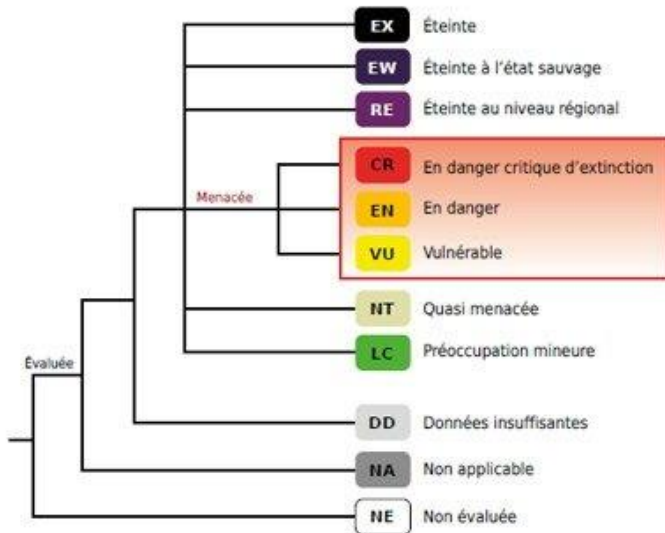 EX Éteinte
EW Éteinte à l'état sauvage
RE Éteinte au niveau régional
CR En danger critique d'extinction
Menacée
EN En danger
VU Vulnérable
NT Quasi menacée
LC Préoccupation mineure
Évaluée
DD Données insuffisantes
NA Non applicable
NE Non évaluée